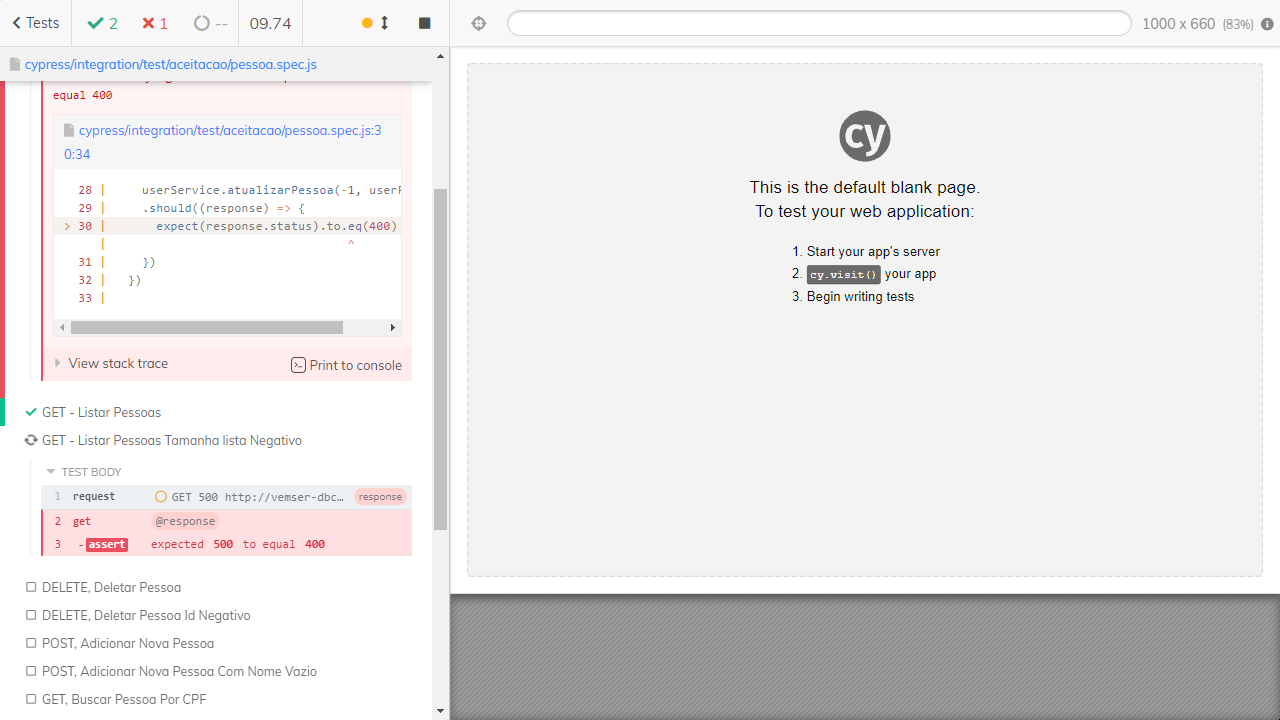 Tests
2
1
--
09.74
1000 x 660 (83%)
cypress/integration/test/aceitacao/pessoa.spec.js
equal 400
cypress/integration/test/aceitacao/pessoa.spec.js:3
0:34
28 | userService.atualizarPessoa(-1, user
29 | .should((response) => {
> 30 | expect(response.status).to.eq(400)
| ^
31 | })
32 | })
33 |
View stack trace
Print to console
GET - Listar Pessoas
GET - Listar Pessoas Tamanha lista Negativo
TEST BODY
1 request GET 500 http://vemser-dbc… response
2 get @response
3 -assert expected 500 to equal 400
DELETE, Deletar Pessoa
DELETE, Deletar Pessoa Id Negativo
POST, Adicionar Nova Pessoa
POST, Adicionar Nova Pessoa Com Nome Vazio
GET, Buscar Pessoa Por CPF
cy
This is the default blank page.
To test your web application:
1. Start your app's server
2. cy.visit() your app
3. Begin writing tests